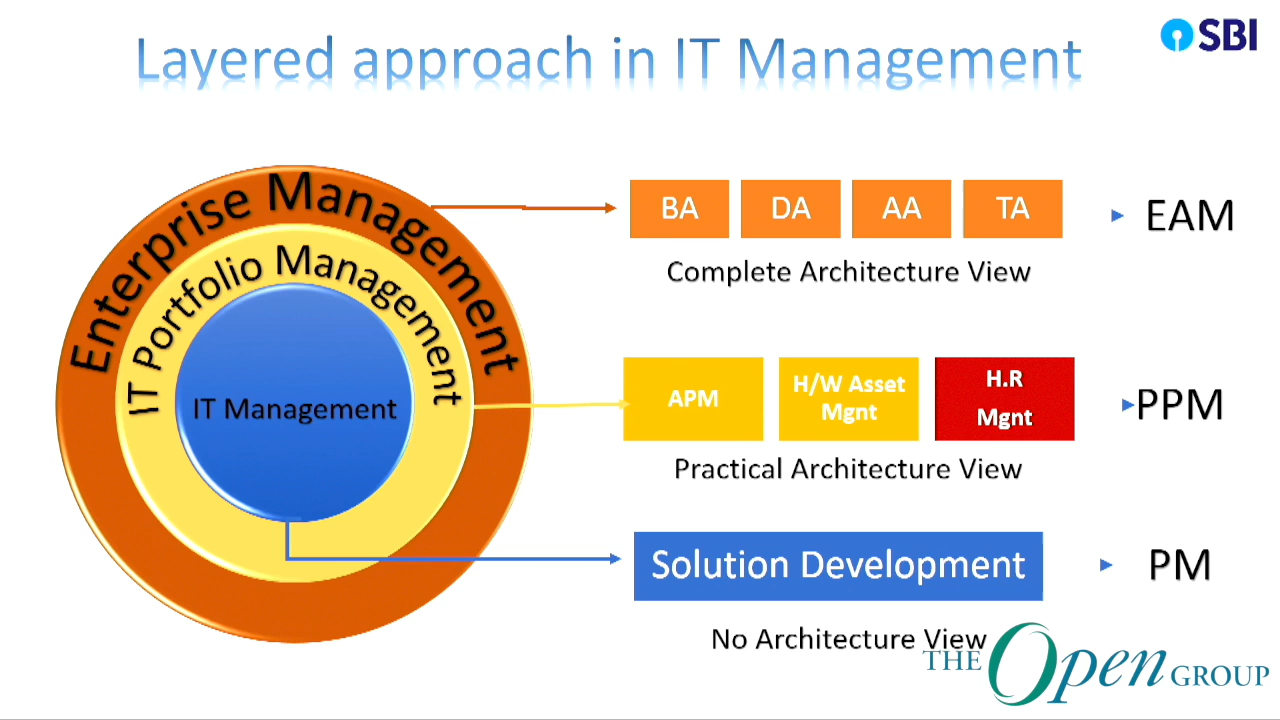 Layered approach in IT Management
SBI
Enterprise Management
IT Portfolio Management
IT Management
BA DA AA TA
EAM
Complete Architecture View
APM
H/W Asset
Mgnt
H.R
Mgnt
PPM
Practical Architecture View
Solution Development
PM
No Architecture View
THE Open GROUP